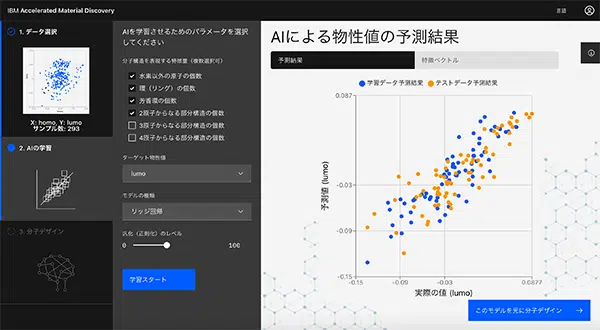 IBM Accelerated Material Discovery
言語
1. データ選択
X: homo, Y: lumo
サンプル数: 293
2. AIの学習
3. 分子デザイン
AIを学習させるためのパラメータを選択
してください
分子構造を表現する特徴量（複数選択可）
水素以外の原子の個数
環（リング）の個数
芳香環の個数
2原子からなる部分構造の個数
3原子からなる部分構造の個数
4原子からなる部分構造の個数
ターゲット物性値
lumo
モデルの種類
リッジ回帰
汎化（正則化）のレベル
0 100
学習スタート
AIによる物性値の予測結果
予測結果 特徴ベクトル
学習データ予測結果 テストデータ予測結果
0.087
-0.03
-0.09
-0.15
予測値 (lumo)
-0.15 -0.09 -0.03 0.0877
実際の値 (lumo)
このモデルを元に分子デザイン